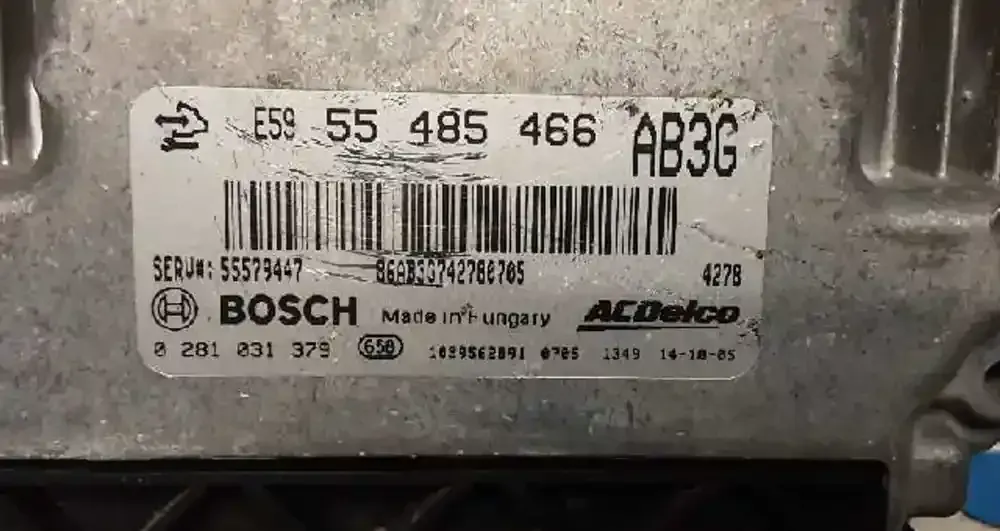 E59 55 485 466 AB3G
SERV#: 55579447 86AB3G742780705 4278
BOSCH Made in Hungary ACDelco
0 281 031 379 650 1039S62891 0705 1349 14-10-05